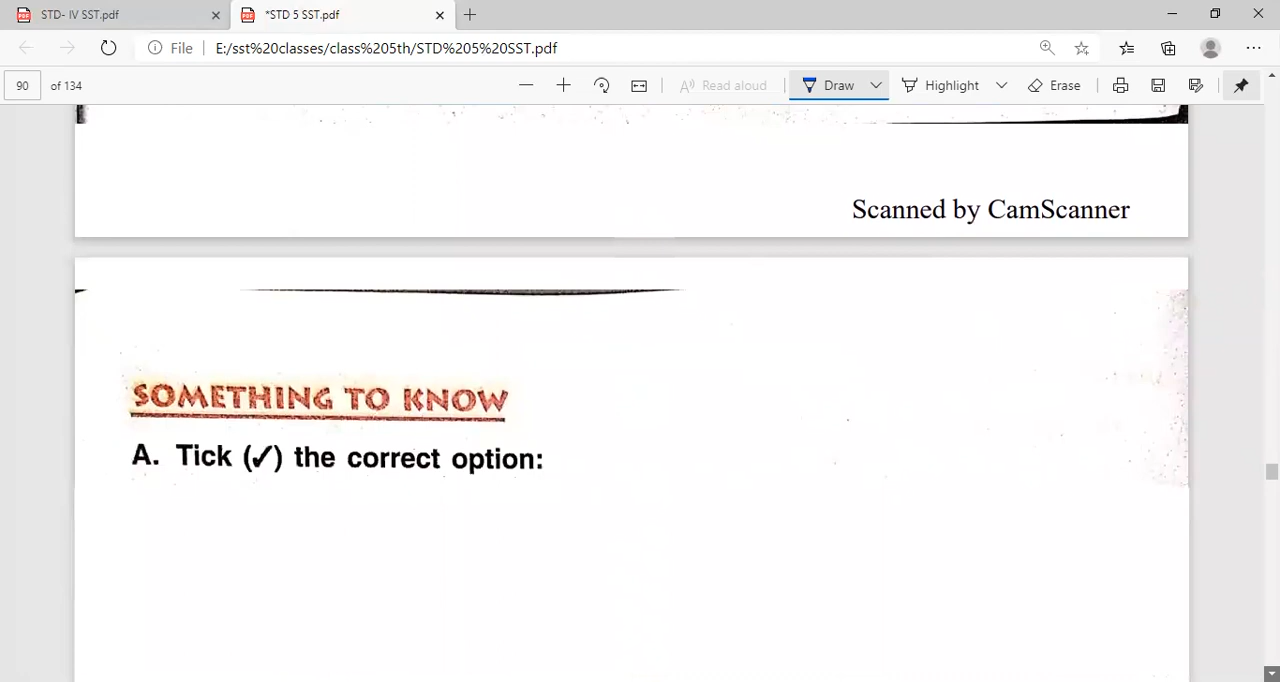 STD- IV SST.pdf
*STD 5 SST.pdf
File
E:/sst%20classes/class%205th/STD%205%20SST.pdf
90 of 134
Read aloud
Draw
Highlight
Erase
Scanned by CamScanner
SOMETHING TO KNOW
A. Tick (✓) the correct option: